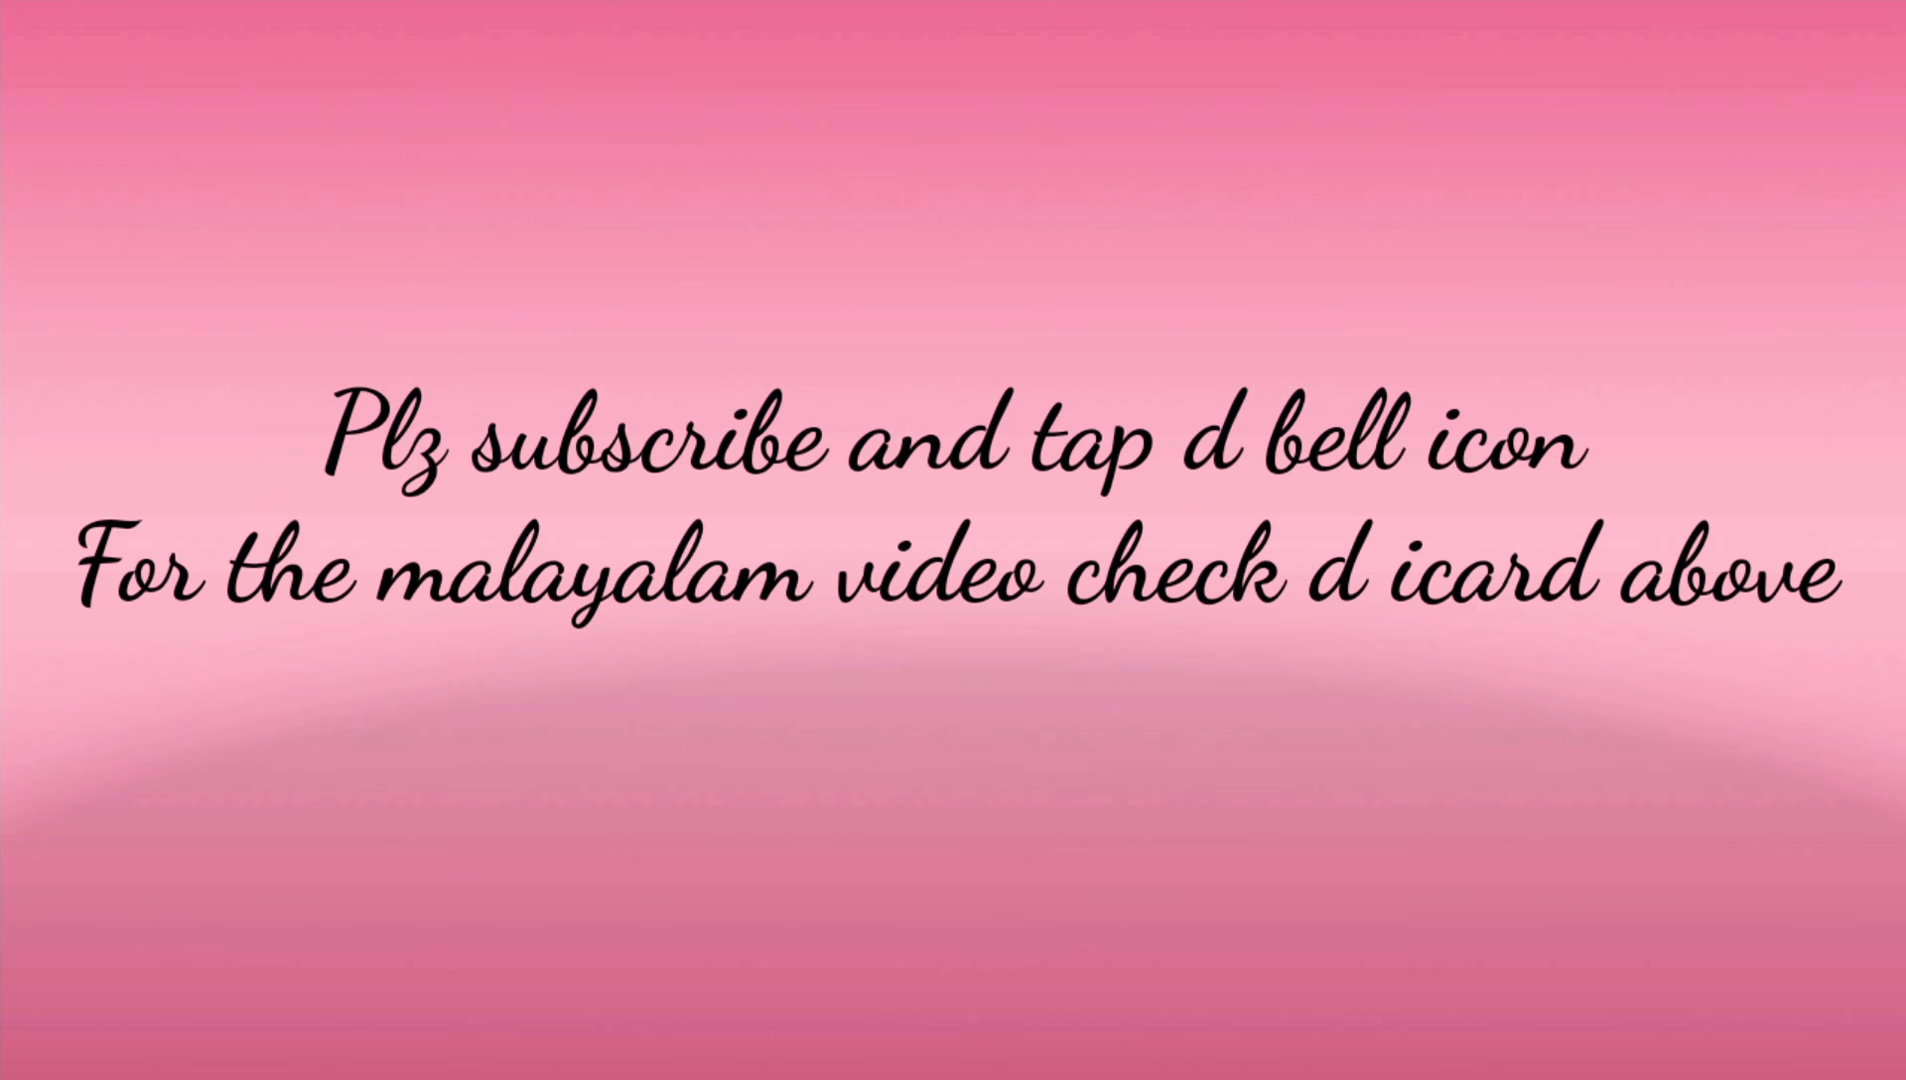 Plz subscribe and tap d bell icon
For the malayalam video check d icard above